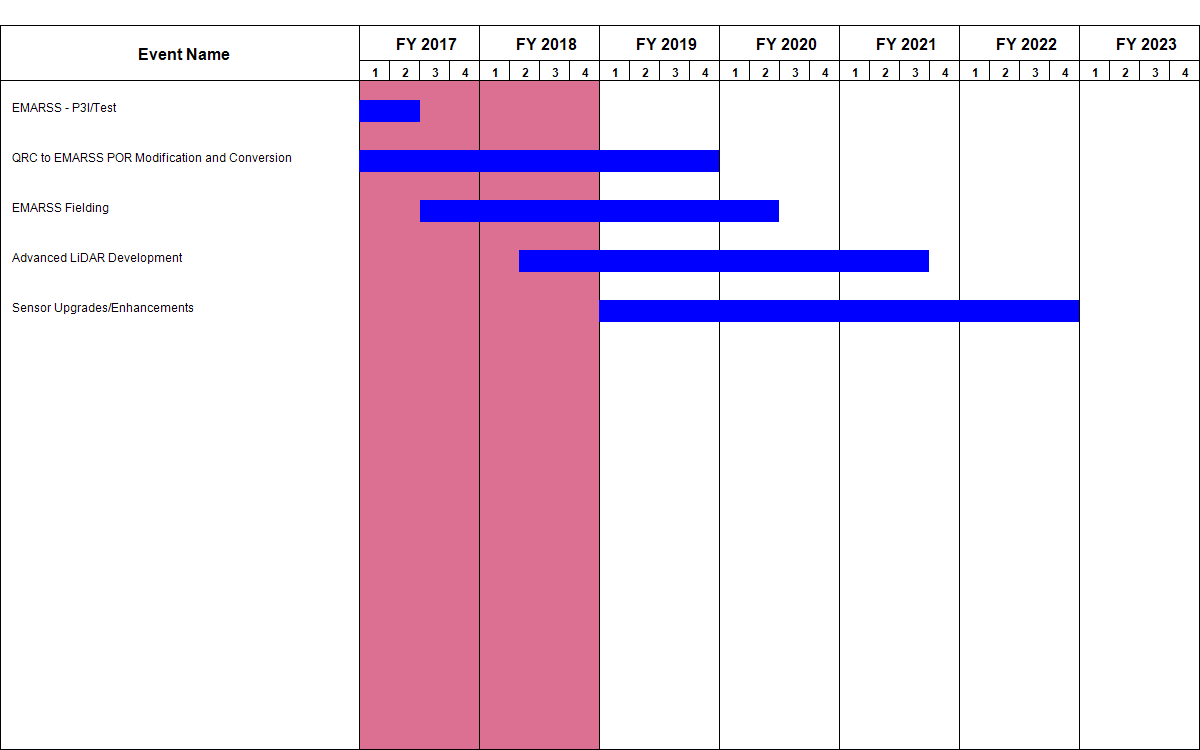 Event Name
FY 2017 FY 2018 FY 2019 FY 2020 FY 2021 FY 2022 FY 2023
1 2 3 4 1 2 3 4 1 2 3 4 1 2 3 4 1 2 3 4 1 2 3 4 1 2 3 4
EMARSS - P3I/Test
QRC to EMARSS POR Modification and Conversion
EMARSS Fielding
Advanced LiDAR Development
Sensor Upgrades/Enhancements